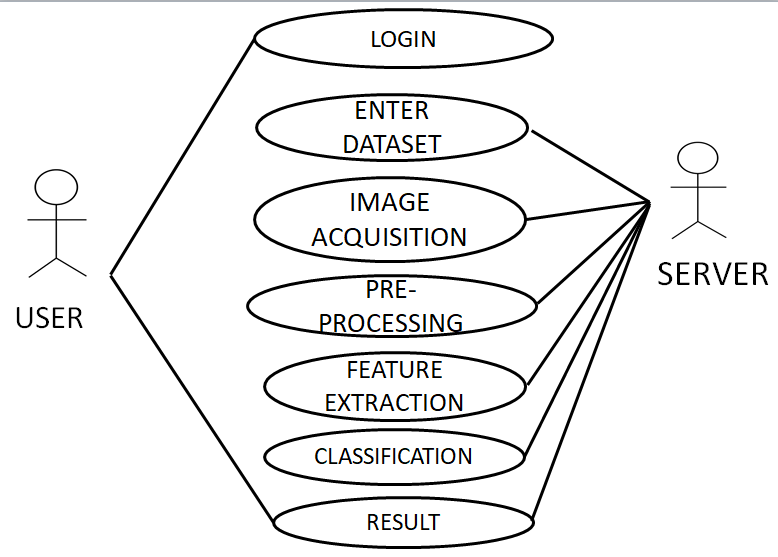 LOGIN
ENTER
DATASET
IMAGE
ACQUISITION
USER
SERVER
PRE-
PROCESSING
FEATURE
EXTRACTION
CLASSIFICATION
RESULT